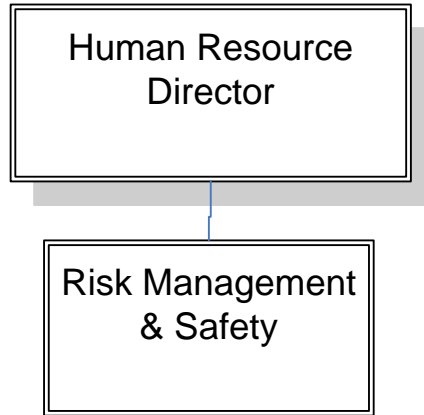 Human Resource
Director
Risk Management
& Safety